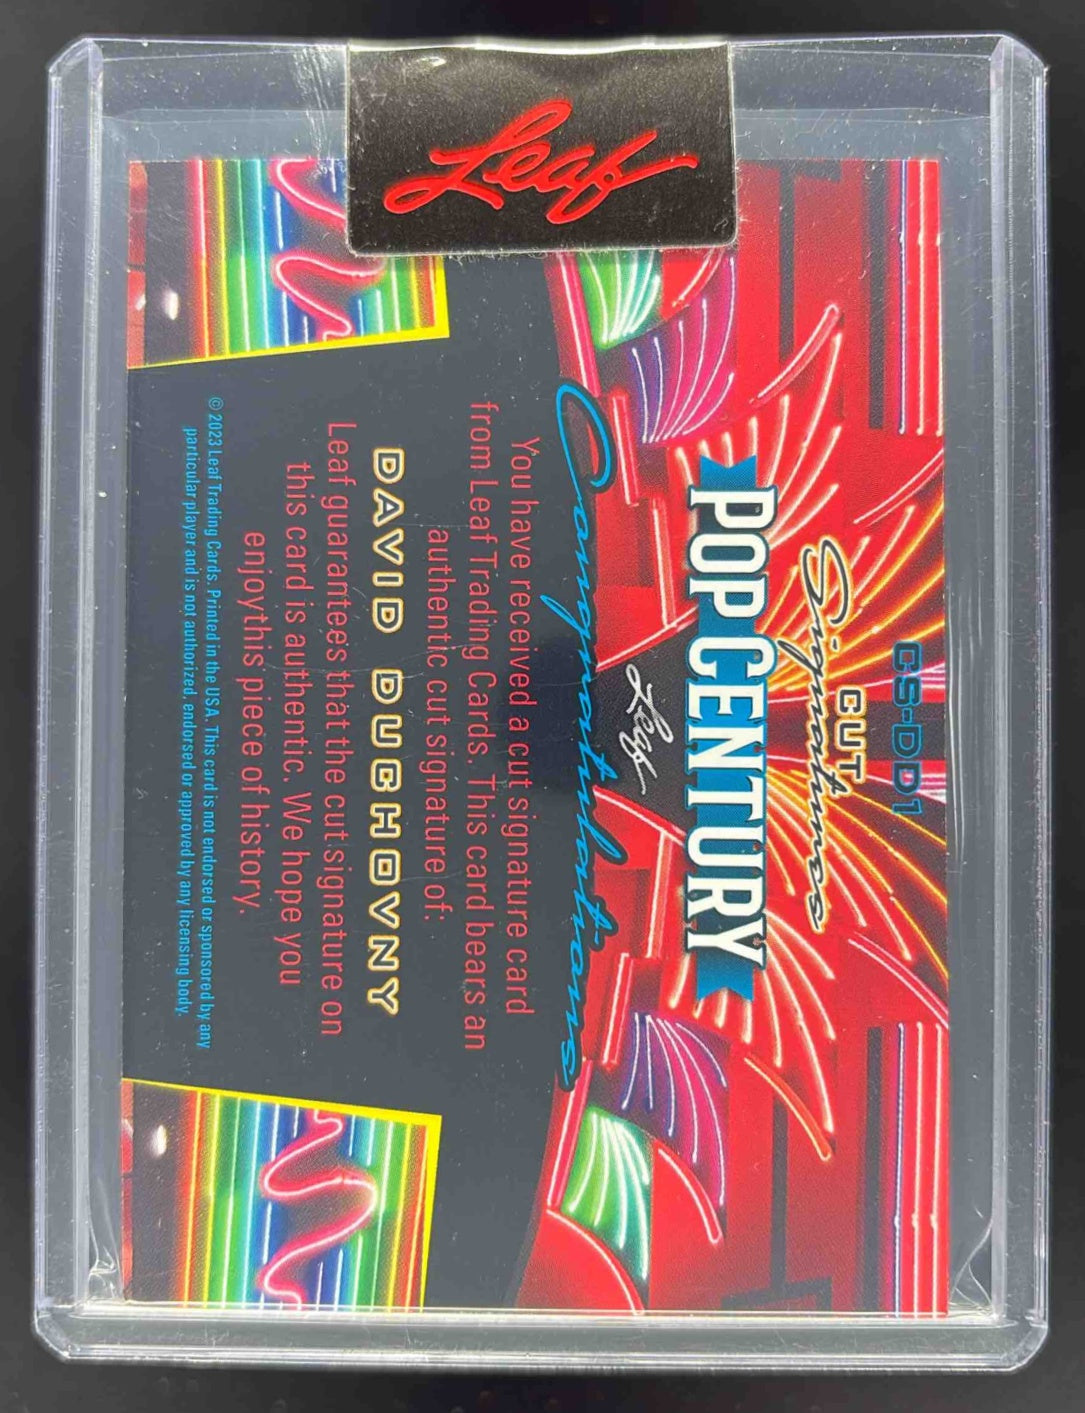 Leaf
CS-DD1
CUT
Signatures
POP CENTURY
Leaf
Congratulations
You have received a cut signature card
from Leaf Trading Cards. This card bears an
authentic cut signature of:
DAVID DUCHOVNY
Leaf guarantees that the cut signature on
this card is authentic. We hope you
enjoy this piece of history.
© 2023 Leaf Trading Cards. Printed in the USA. This card is not endorsed or sponsored by any
particular player and is not authorized, endorsed or approved by any licensing body.